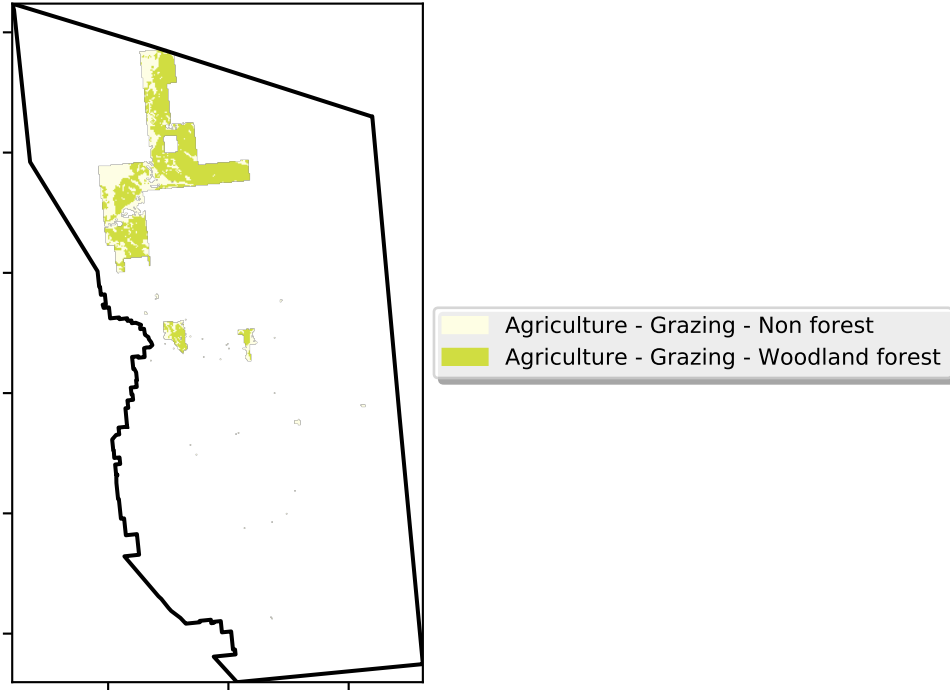 Agriculture - Grazing - Non forest
Agriculture - Grazing - Woodland forest